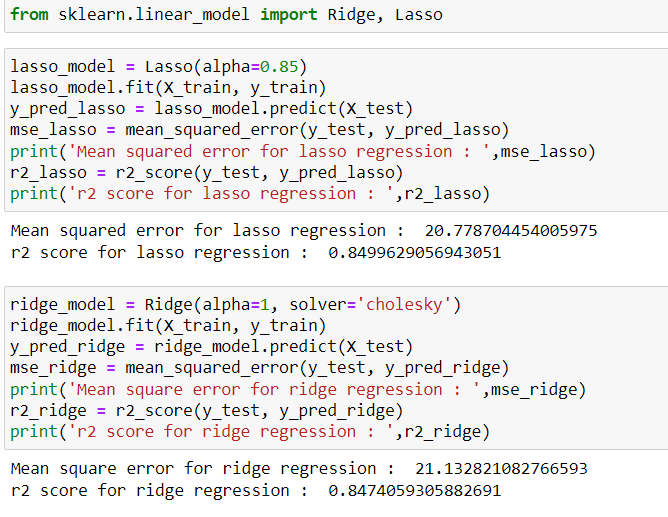 from sklearn.linear_model import Ridge, Lasso
lasso_model = Lasso(alpha=0.85)
lasso_model.fit(X_train, y_train)
y_pred_lasso = lasso_model.predict(X_test)
mse_lasso = mean_squared_error(y_test, y_pred_lasso)
print('Mean squared error for lasso regression : ',mse_lasso)
r2_lasso = r2_score(y_test, y_pred_lasso)
print('r2 score for lasso regression : ',r2_lasso)
Mean squared error for lasso regression :  20.778704454005975
r2 score for lasso regression :  0.8499629056943051
ridge_model = Ridge(alpha=1, solver='cholesky')
ridge_model.fit(X_train, y_train)
y_pred_ridge = ridge_model.predict(X_test)
mse_ridge = mean_squared_error(y_test, y_pred_ridge)
print('Mean square error for ridge regression : ',mse_ridge)
r2_ridge = r2_score(y_test, y_pred_ridge)
print('r2 score for ridge regression : ',r2_ridge)
Mean square error for ridge regression :  21.132821082766593
r2 score for ridge regression :  0.8474059305882691